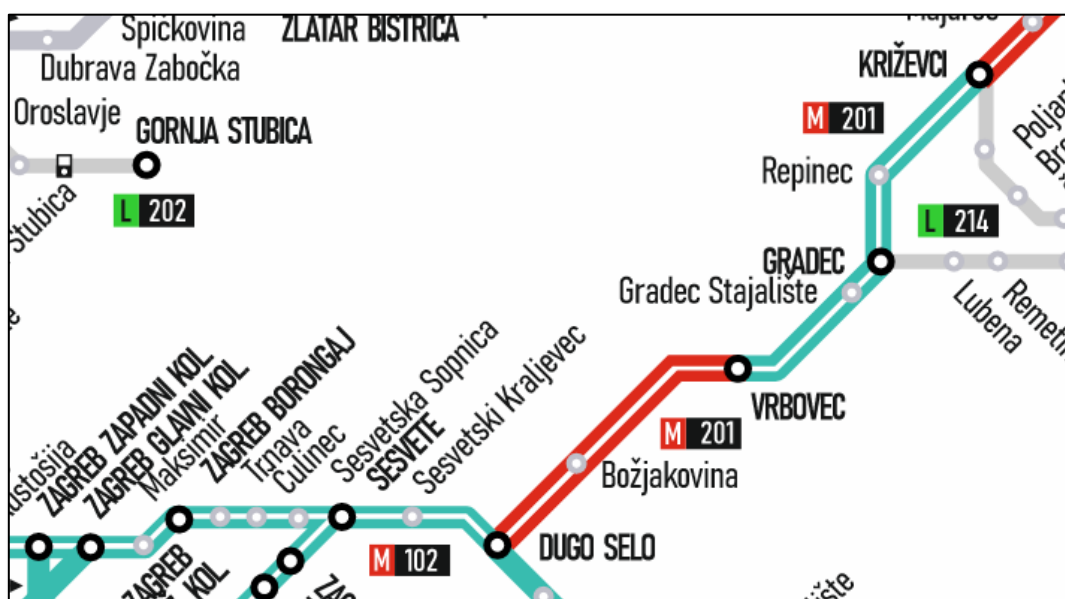 Spičkovina
ZLATAR BISTRICA
Dubrava Zabočka
KRIŽEVCI
Oroslavje
GORNJA STUBICA
M 201
Repinec
Stubica
L 202
L 214
GRADEC
Gradec Stajalište
Lubena
VRBOVEC
M 201
Božjakovina
ZAGREB ZAPADNI KOL.
ZAGREB GLAVNI KOL.
Maksimir
ZAGREB BORONGAJ
Trnava
Čulinec
Sesvetska Sopnica
SESVETE
Sesvetski Kraljevec
DUGO SELO
M 102
ZAGREB
KOL.